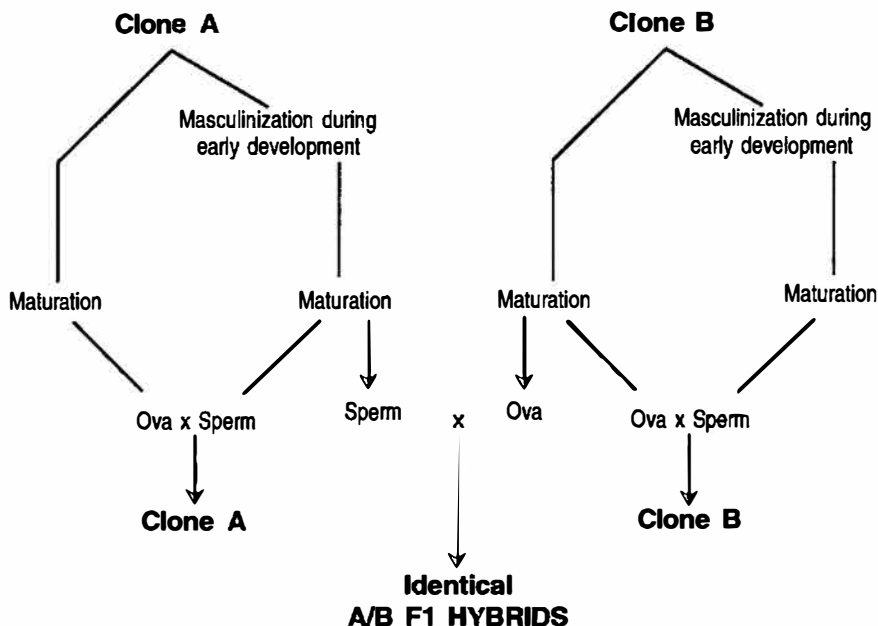 Clone A
Clone B
Masculinization during
early development
Masculinization during
early development
Maturation
Maturation
Maturation
Maturation
Ova x Sperm
Sperm
x
Ova
Ova x Sperm
Clone A
Clone B
Identical
A/B F1 HYBRIDS